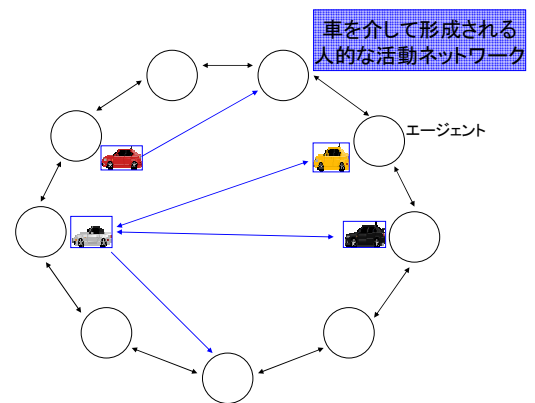 車を介して形成される
人的な活動ネットワーク
エージェント